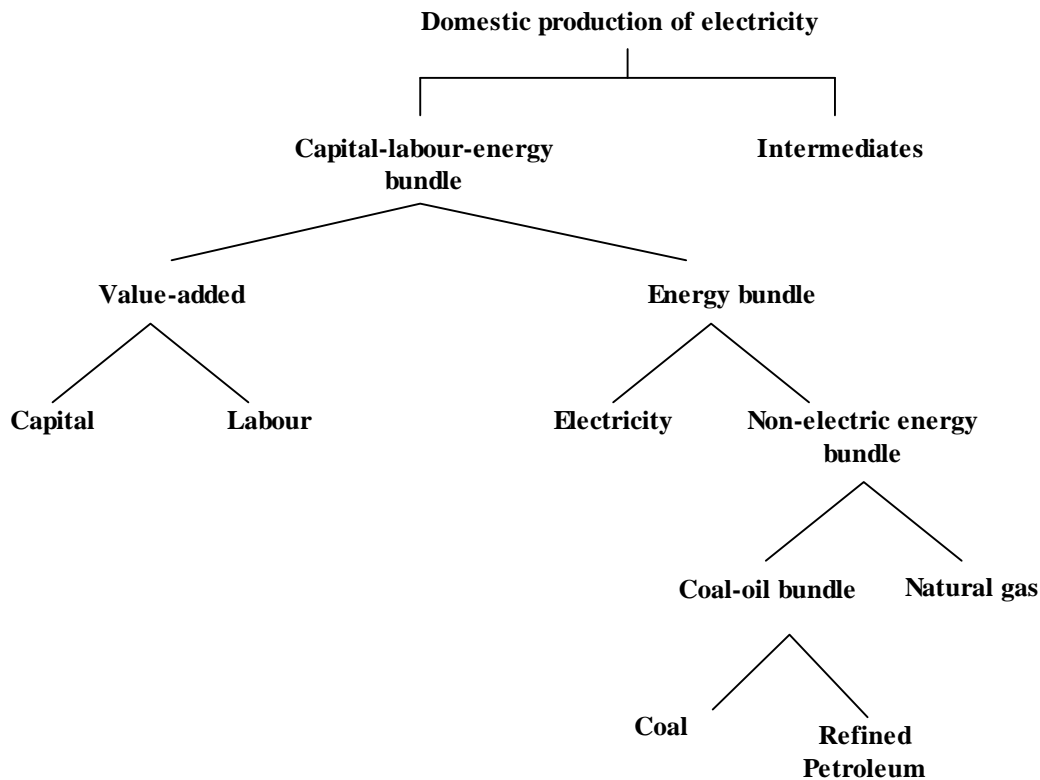 Domestic production of electricity
Capital-labour-energy
bundle
Intermediates
Value-added
Energy bundle
Capital
Labour
Electricity
Non-electric energy
bundle
Coal-oil bundle
Natural gas
Coal
Refined
Petroleum